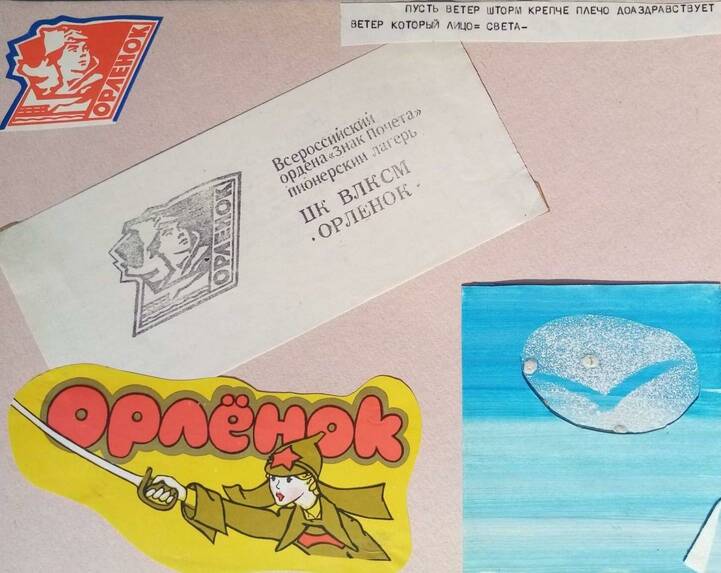 ПУСТЬ ВЕТЕР ШТОРМ КРЕПЧЕ ПЛЕЧО ДОАЗДРАВСТВУЕТ
ВЕТЕР КОТОРЫЙ ЛИЦО= СВЕТА-
ОРЛЕНОК
Всероссийский
ордена «Знак Почёта»
пионерский лагерь
ЦК ВЛКСМ
· ОРЛЕНОК ·
ОРЛЕНОК
ОРЛЁНОК